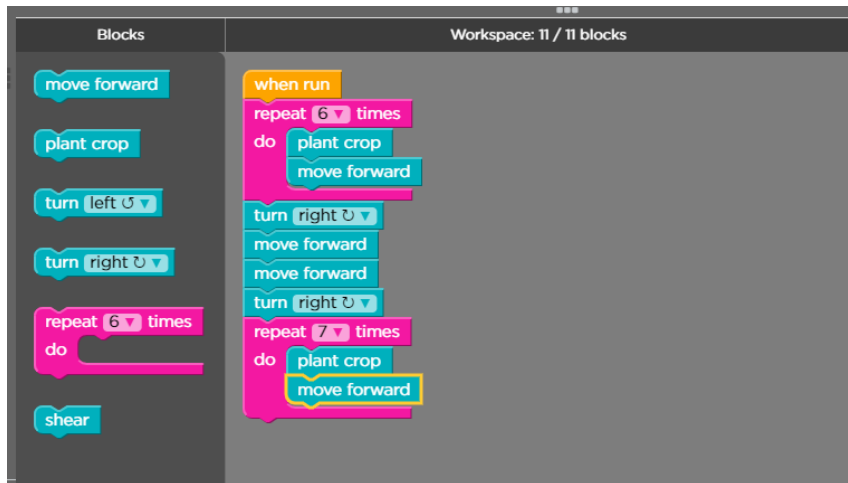 Blocks
Workspace: 11 / 11 blocks
move forward
plant crop
turn left ↺ ▼
turn right ↻ ▼
repeat 6 ▼ times
do
shear
when run
repeat 6 ▼ times
do plant crop
move forward
turn right ↻ ▼
move forward
move forward
turn right ↻ ▼
repeat 7 ▼ times
do plant crop
move forward